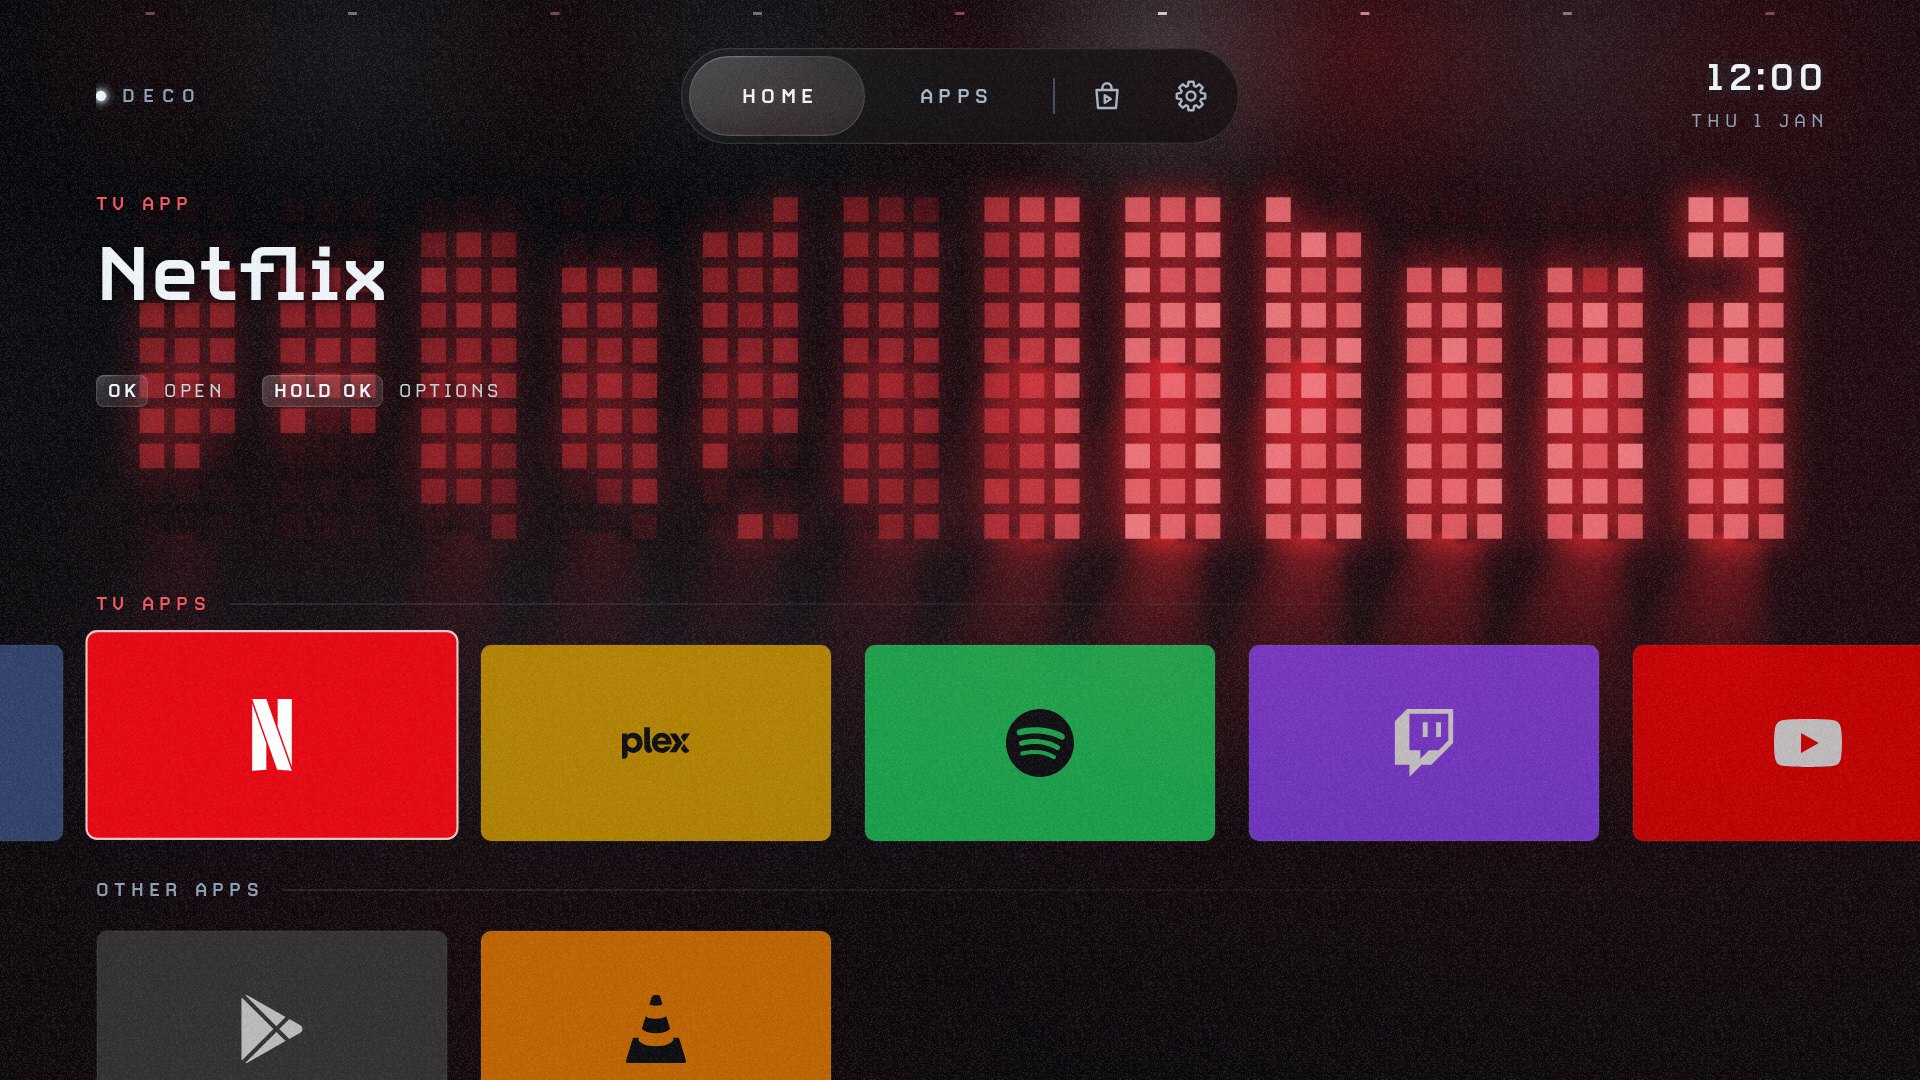 DECO
HOME
APPS
12:00
THU 1 JAN
TV APP
Netflix
OK OPEN HOLD OK OPTIONS
TV APPS
plex
OTHER APPS